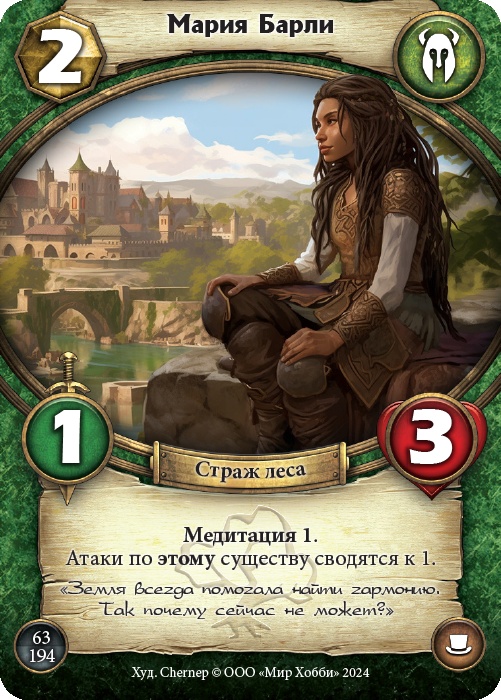 2
Мария Барли
1
3
Страж леса
Медитация 1.
Атаки по этому существу сводятся к 1.
«Земля всегда помогала найти гармонию.
Так почему сейчас не может?»
63
194
Худ. Chernep © ООО «Мир Хобби» 2024